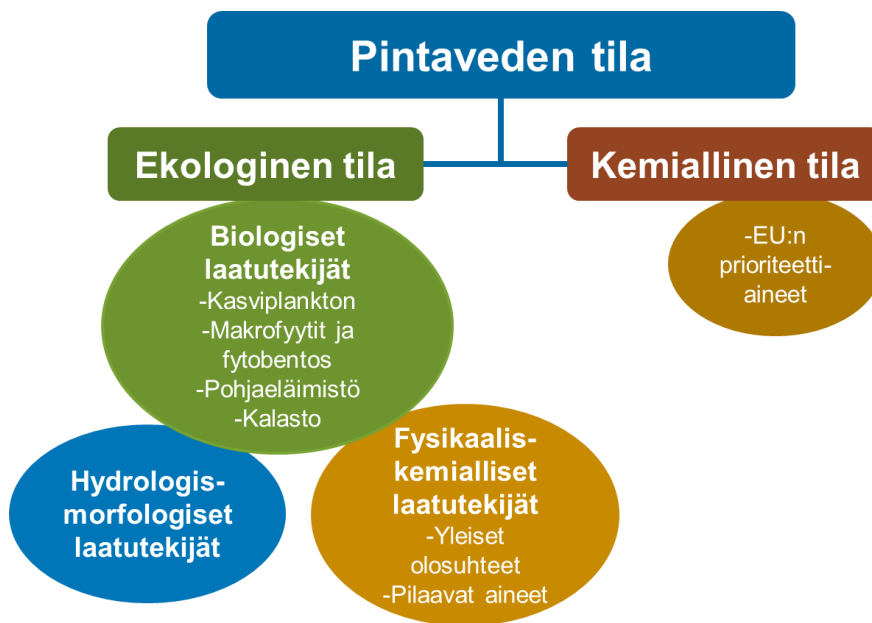 Pintaveden tila
Ekologinen tila
Kemiallinen tila
Biologiset
laatutekijät
-Kasviplankton
-Makrofyytit ja
fytobentos
-Pohjaeläimistö
-Kalasto
-EU:n
prioriteetti-
aineet
Hydrologis-
morfologiset
laatutekijät
Fysikaalis-
kemialliset
laatutekijät
-Yleiset
olosuhteet
-Pilaavat aineet